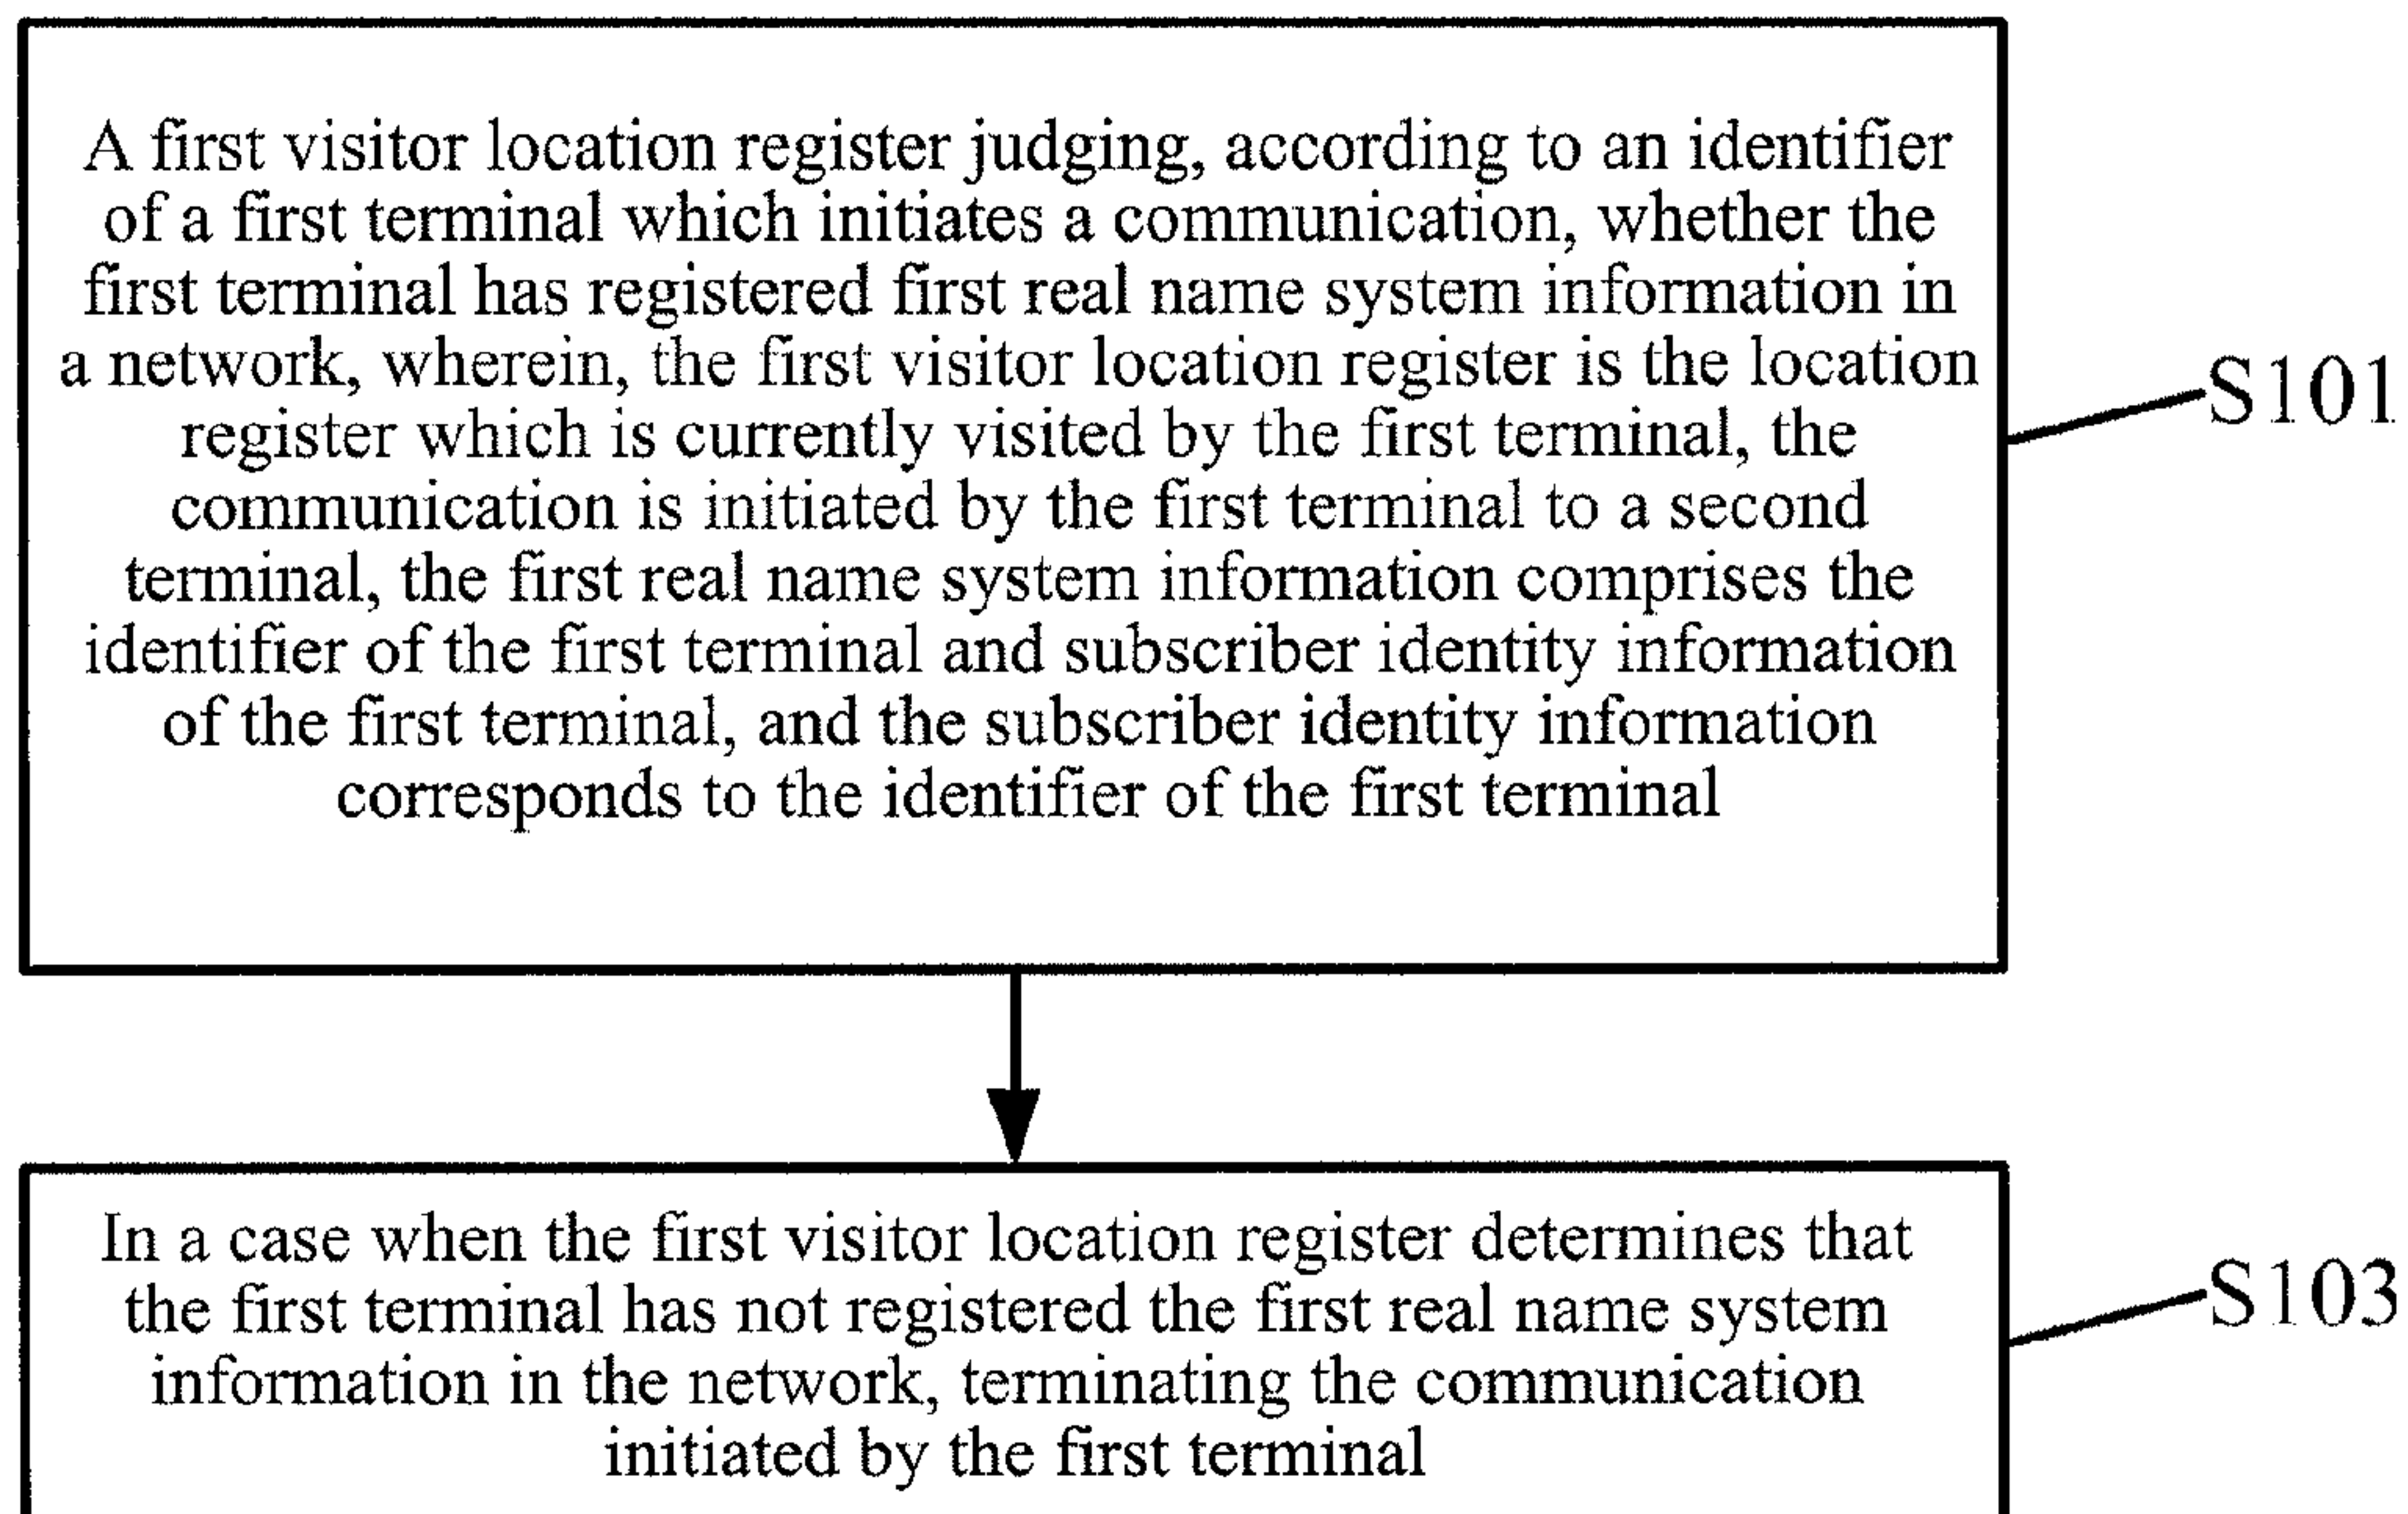 A first visitor location register judging, according to an identifier
of a first terminal which initiates a communication, whether the
first terminal has registered first real name system information in
a network, wherein, the first visitor location register is the location
register which is currently visited by the first terminal, the
communication is initiated by the first terminal to a second
terminal, the first real name system information comprises the
identifier of the first terminal and subscriber identity information
of the first terminal, and the subscriber identity information
corresponds to the identifier of the first terminal
S101
In a case when the first visitor location register determines that
the first terminal has not registered the first real name system
information in the network, terminating the communication
initiated by the first terminal
S103